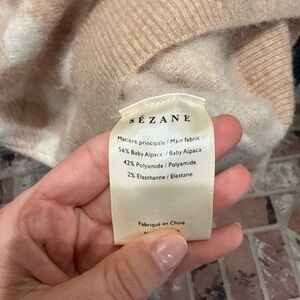 SÉZANE
Matière principale / Main fabric :
56% Baby Alpaca / Baby Alpaca
42% Polyamide / Polyamide
2% Elasthanne / Elastane
Fabriqué en Chine